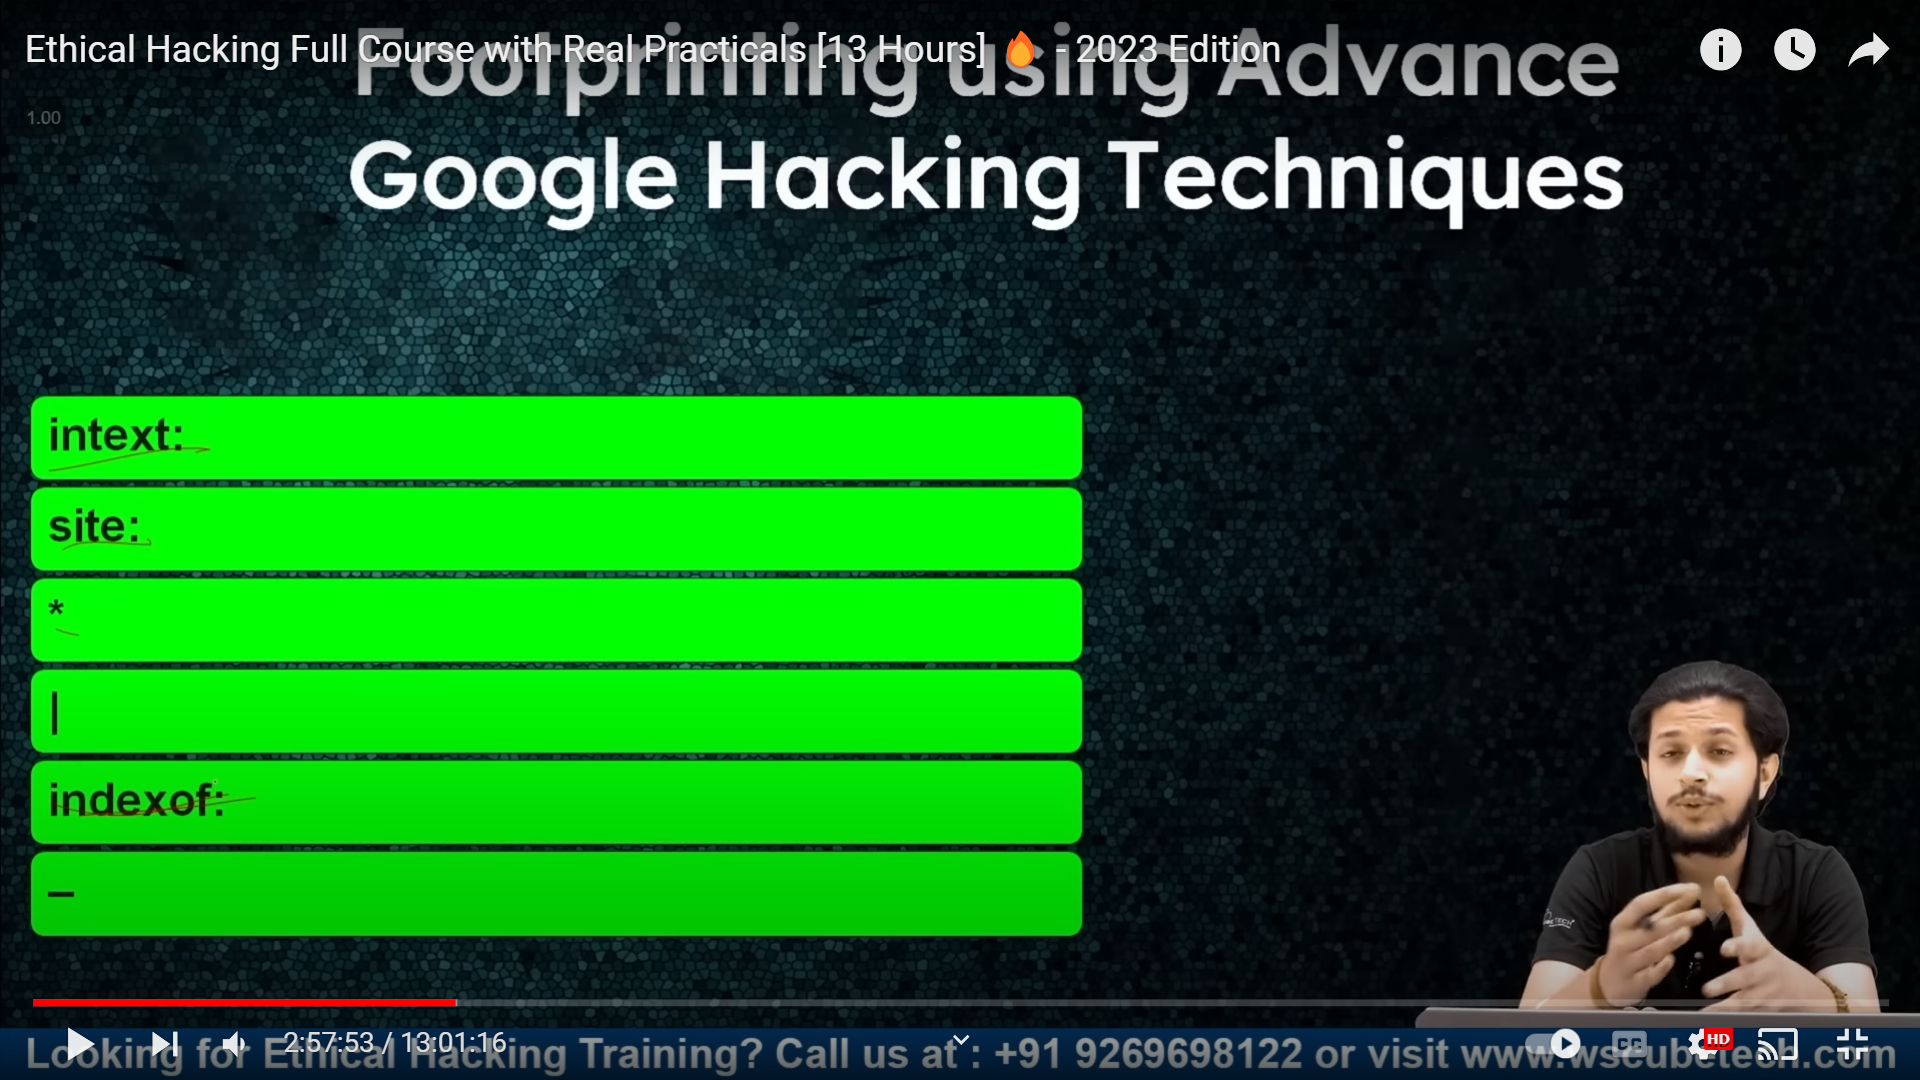 Ethical Hacking Full Course with Real Practicals [13 Hours] 🔥 - 2023 Edition
Footprinting using Advance
1.00
Google Hacking Techniques
intext:
site:
*
|
indexof:
–
TECH
2:57:53 / 13:01:16
CC
HD
Looking for Ethical Hacking Training? Call us at : +91 9269698122 or visit www.wscubetech.com